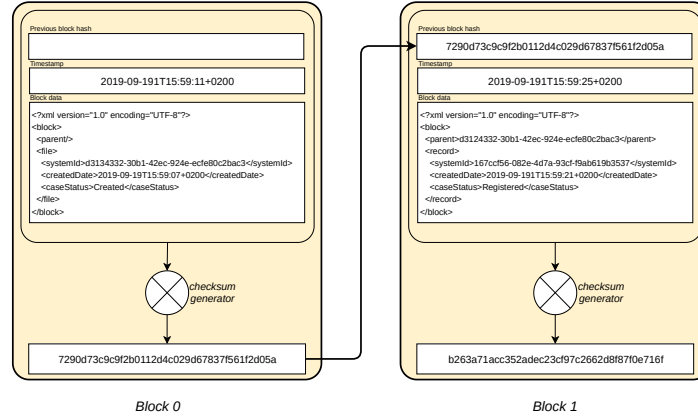 Previous block hash
Timestamp
2019-09-191T15:59:11+0200
Block data
<?xml version="1.0" encoding="UTF-8"?>
<block>
<parent/>
<file>
<systemId>d3134332-30b1-42ec-924e-ecfe80c2bac3</systemId>
<createdDate>2019-09-19T15:59:07+0200</createdDate>
<caseStatus>Created</caseStatus>
</file>
</block>
checksum
generator
7290d73c9c9f2b0112d4c029d67837f561f2d05a
Block 0
Previous block hash
7290d73c9c9f2b0112d4c029d67837f561f2d05a
Timestamp
2019-09-191T15:59:25+0200
Block data
<?xml version="1.0" encoding="UTF-8"?>
<block>
<parent>d3124332-30b1-42ec-924e-ecfe80c2bac3</parent>
<record>
<systemId>167ccf56-082e-4d7a-93cf-f9ab619b3537</systemId>
<createdDate>2019-09-191T15:59:21+0200</createdDate>
<caseStatus>Registered</caseStatus>
</record>
</block>
checksum
generator
b263a71acc352adec23cf97c2662d8f87f0e716f
Block 1